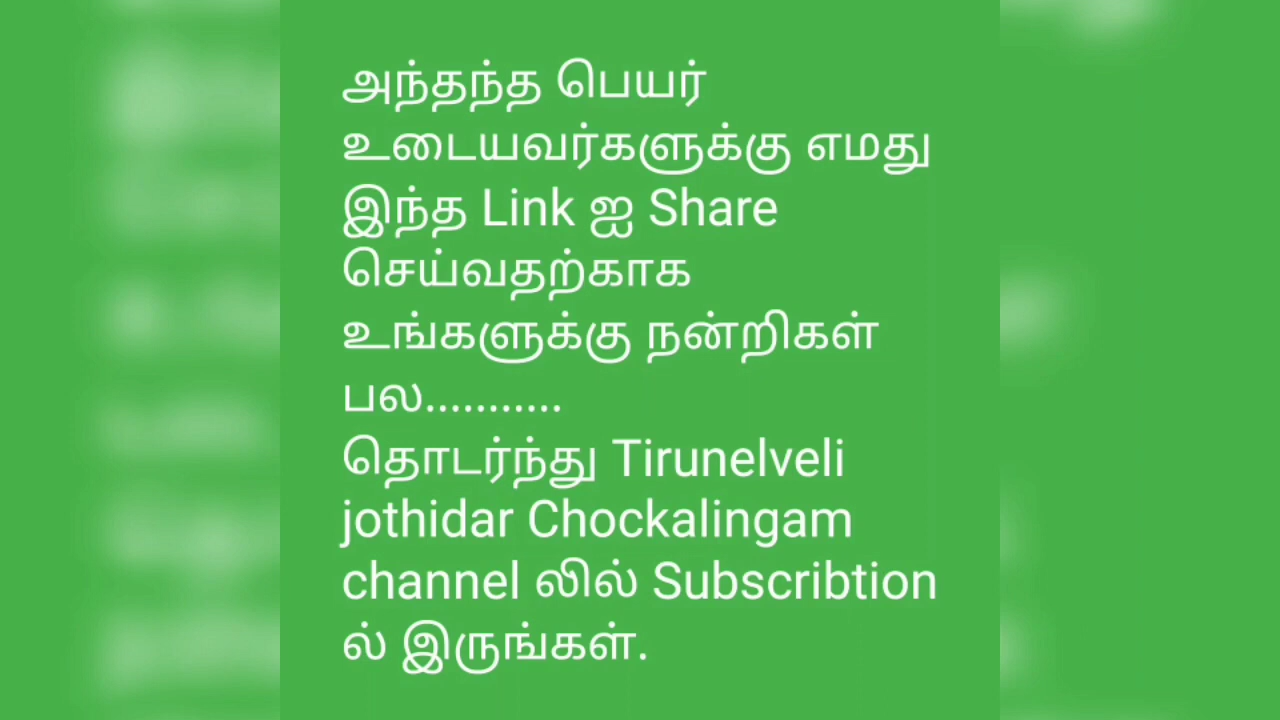 அந்தந்த பெயர்
உடையவர்களுக்கு எமது
இந்த Link ஐ Share
செய்வதற்காக
உங்களுக்கு நன்றிகள்
பல...........
தொடர்ந்து Tirunelveli
jothidar Chockalingam
channel லில் Subscribtion
ல் இருங்கள்.